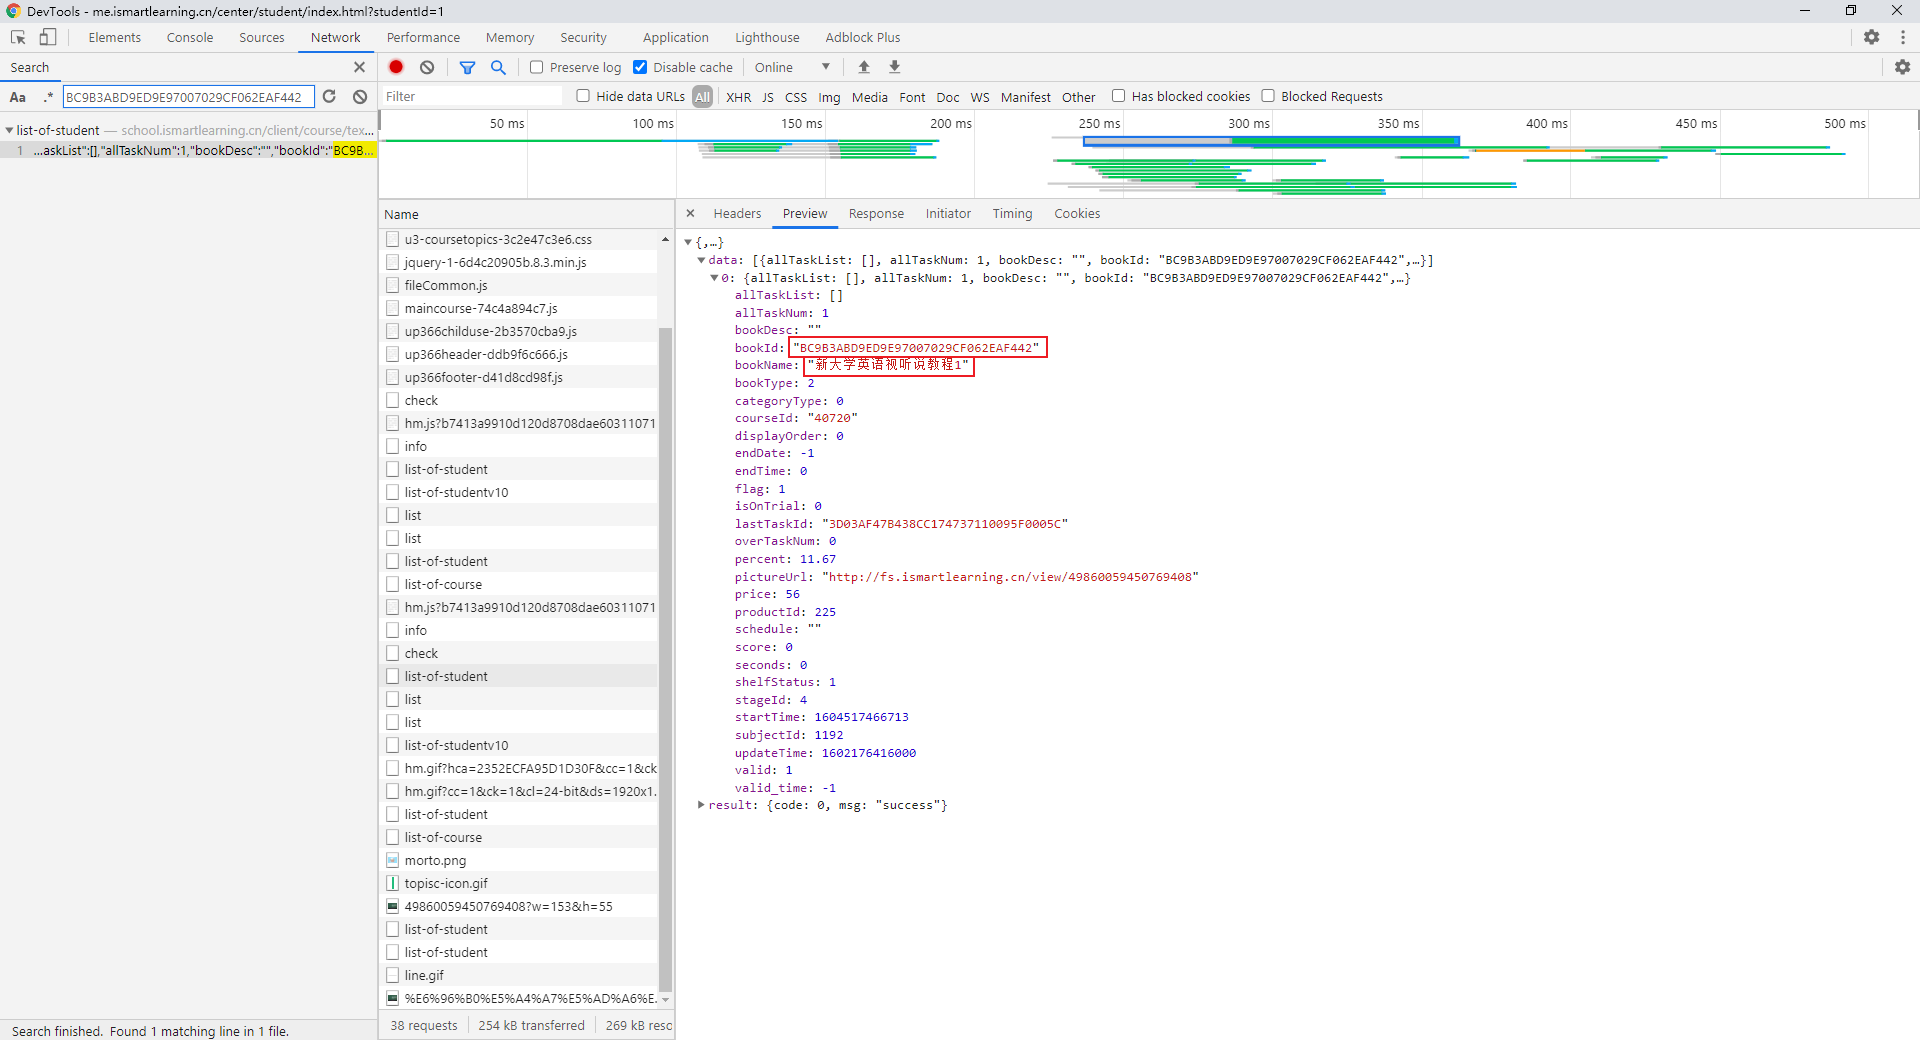 DevTools - me.ismartlearning.cn/center/student/index.html?studentId=1
Elements Console Sources Network Performance Memory Security Application Lighthouse Adblock Plus
Search
Preserve log Disable cache Online
Aa .* BC9B3ABD9ED9E97007029CF062EAF442
Filter Hide data URLs All XHR JS CSS Img Media Font Doc WS Manifest Other Has blocked cookies Blocked Requests
list-of-student — school.ismartlearning.cn/client/course/tex...
1 ...askList":[],"allTaskNum":1,"bookDesc":"","bookId":"BC9B...
50 ms 100 ms 150 ms 200 ms 250 ms 300 ms 350 ms 400 ms 450 ms 500 ms
Name
u3-coursetopics-3c2e47c3e6.css
jquery-1-6d4c20905b.8.3.min.js
fileCommon.js
maincourse-74c4a894c7.js
up366childuse-2b3570cba9.js
up366header-ddb9f6c666.js
up366footer-d41d8cd98f.js
check
hm.js?b7413a9910d120d8708dae60311071
info
list-of-student
list-of-studentv10
list
list
list-of-student
list-of-course
hm.js?b7413a9910d120d8708dae60311071
info
check
list-of-student
list
list
list-of-studentv10
hm.gif?hca=2352ECFA95D1D30F&cc=1&ck
hm.gif?cc=1&ck=1&cl=24-bit&ds=1920x1.
list-of-student
list-of-course
morto.png
topisc-icon.gif
49860059450769408?w=153&h=55
list-of-student
list-of-student
line.gif
%E6%96%B0%E5%A4%A7%E5%AD%A6%E.
38 requests 254 kB transferred 269 kB resc
Headers Preview Response Initiator Timing Cookies
{,…}
data: [{allTaskList: [], allTaskNum: 1, bookDesc: "", bookId: "BC9B3ABD9ED9E97007029CF062EAF442",…}]
0: {allTaskList: [], allTaskNum: 1, bookDesc: "", bookId: "BC9B3ABD9ED9E97007029CF062EAF442",…}
allTaskList: []
allTaskNum: 1
bookDesc: ""
bookId: "BC9B3ABD9ED9E97007029CF062EAF442"
bookName: "新大学英语视听说教程1"
bookType: 2
categoryType: 0
courseId: "40720"
displayOrder: 0
endDate: -1
endTime: 0
flag: 1
isOnTrial: 0
lastTaskId: "3D03AF47B438CC174737110095F0005C"
overTaskNum: 0
percent: 11.67
pictureUrl: "http://fs.ismartlearning.cn/view/49860059450769408"
price: 56
productId: 225
schedule: ""
score: 0
seconds: 0
shelfStatus: 1
stageId: 4
startTime: 1604517466713
subjectId: 1192
updateTime: 1602176416000
valid: 1
valid_time: -1
result: {code: 0, msg: "success"}
Search finished. Found 1 matching line in 1 file.